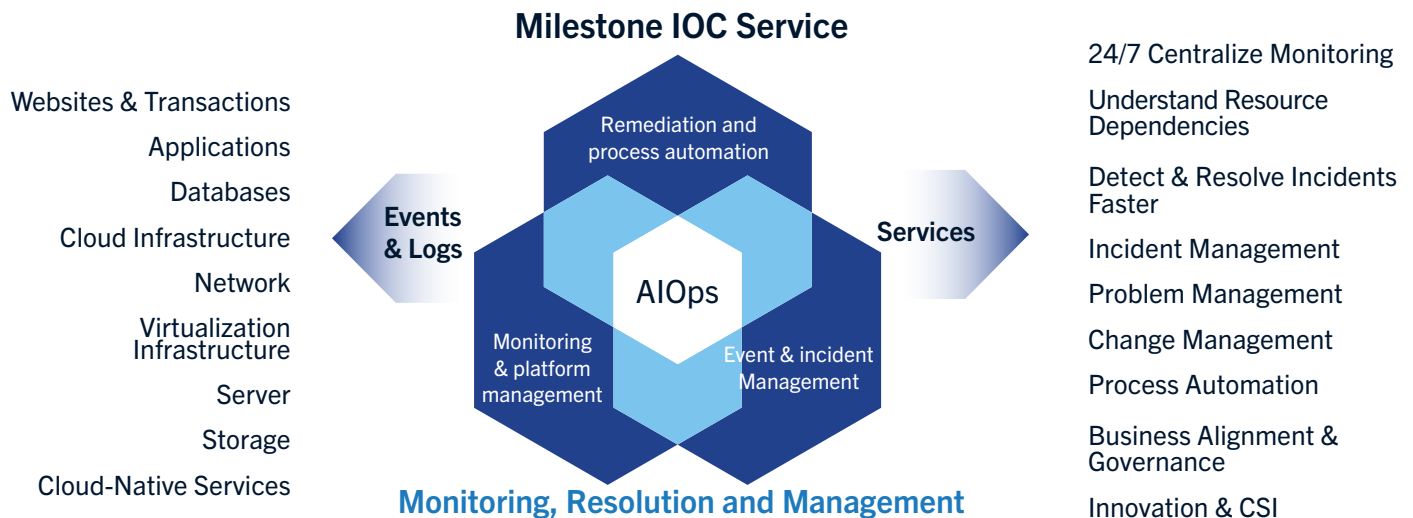 Milestone IOC Service
Websites & Transactions
Applications
Databases
Cloud Infrastructure
Network
Virtualization
Infrastructure
Server
Storage
Cloud-Native Services
Events
& Logs
Remediation and
process automation
AIOps
Monitoring
& platform
management
Event & incident
Management
Services
24/7 Centralize Monitoring
Understand Resource
Dependencies
Detect & Resolve Incidents
Faster
Incident Management
Problem Management
Change Management
Process Automation
Business Alignment &
Governance
Innovation & CSI
Monitoring, Resolution and Management